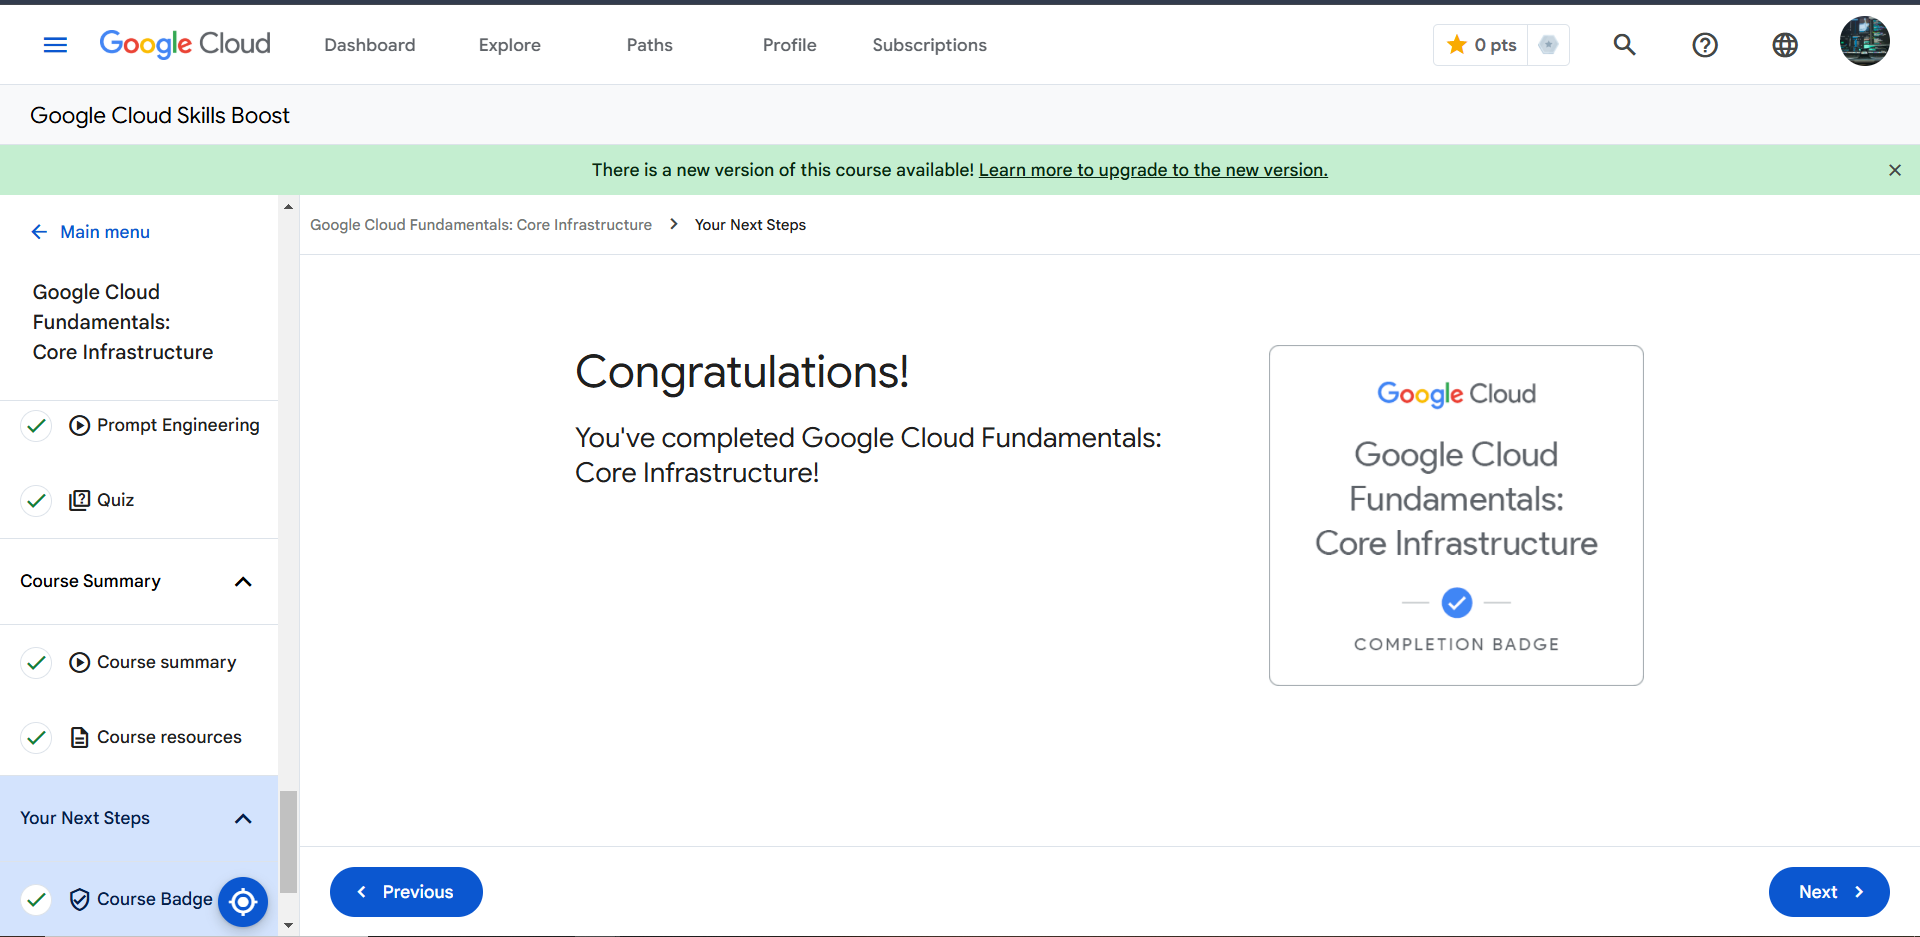 Google Cloud
Dashboard
Explore
Paths
Profile
Subscriptions
0 pts
Google Cloud Skills Boost
There is a new version of this course available! Learn more to upgrade to the new version.
Main menu
Google Cloud
Fundamentals:
Core Infrastructure
Prompt Engineering
Quiz
Course Summary
Course summary
Course resources
Your Next Steps
Course Badge
Google Cloud Fundamentals: Core Infrastructure
Your Next Steps
Congratulations!
You've completed Google Cloud Fundamentals:
Core Infrastructure!
Google Cloud
Google Cloud
Fundamentals:
Core Infrastructure
COMPLETION BADGE
Previous
Next